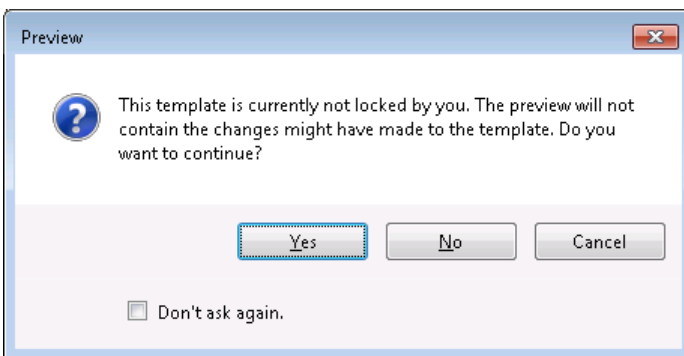 Preview
This template is currently not locked by you. The preview will not
contain the changes might have made to the template. Do you
want to continue?
Yes
No
Cancel
Don't ask again.